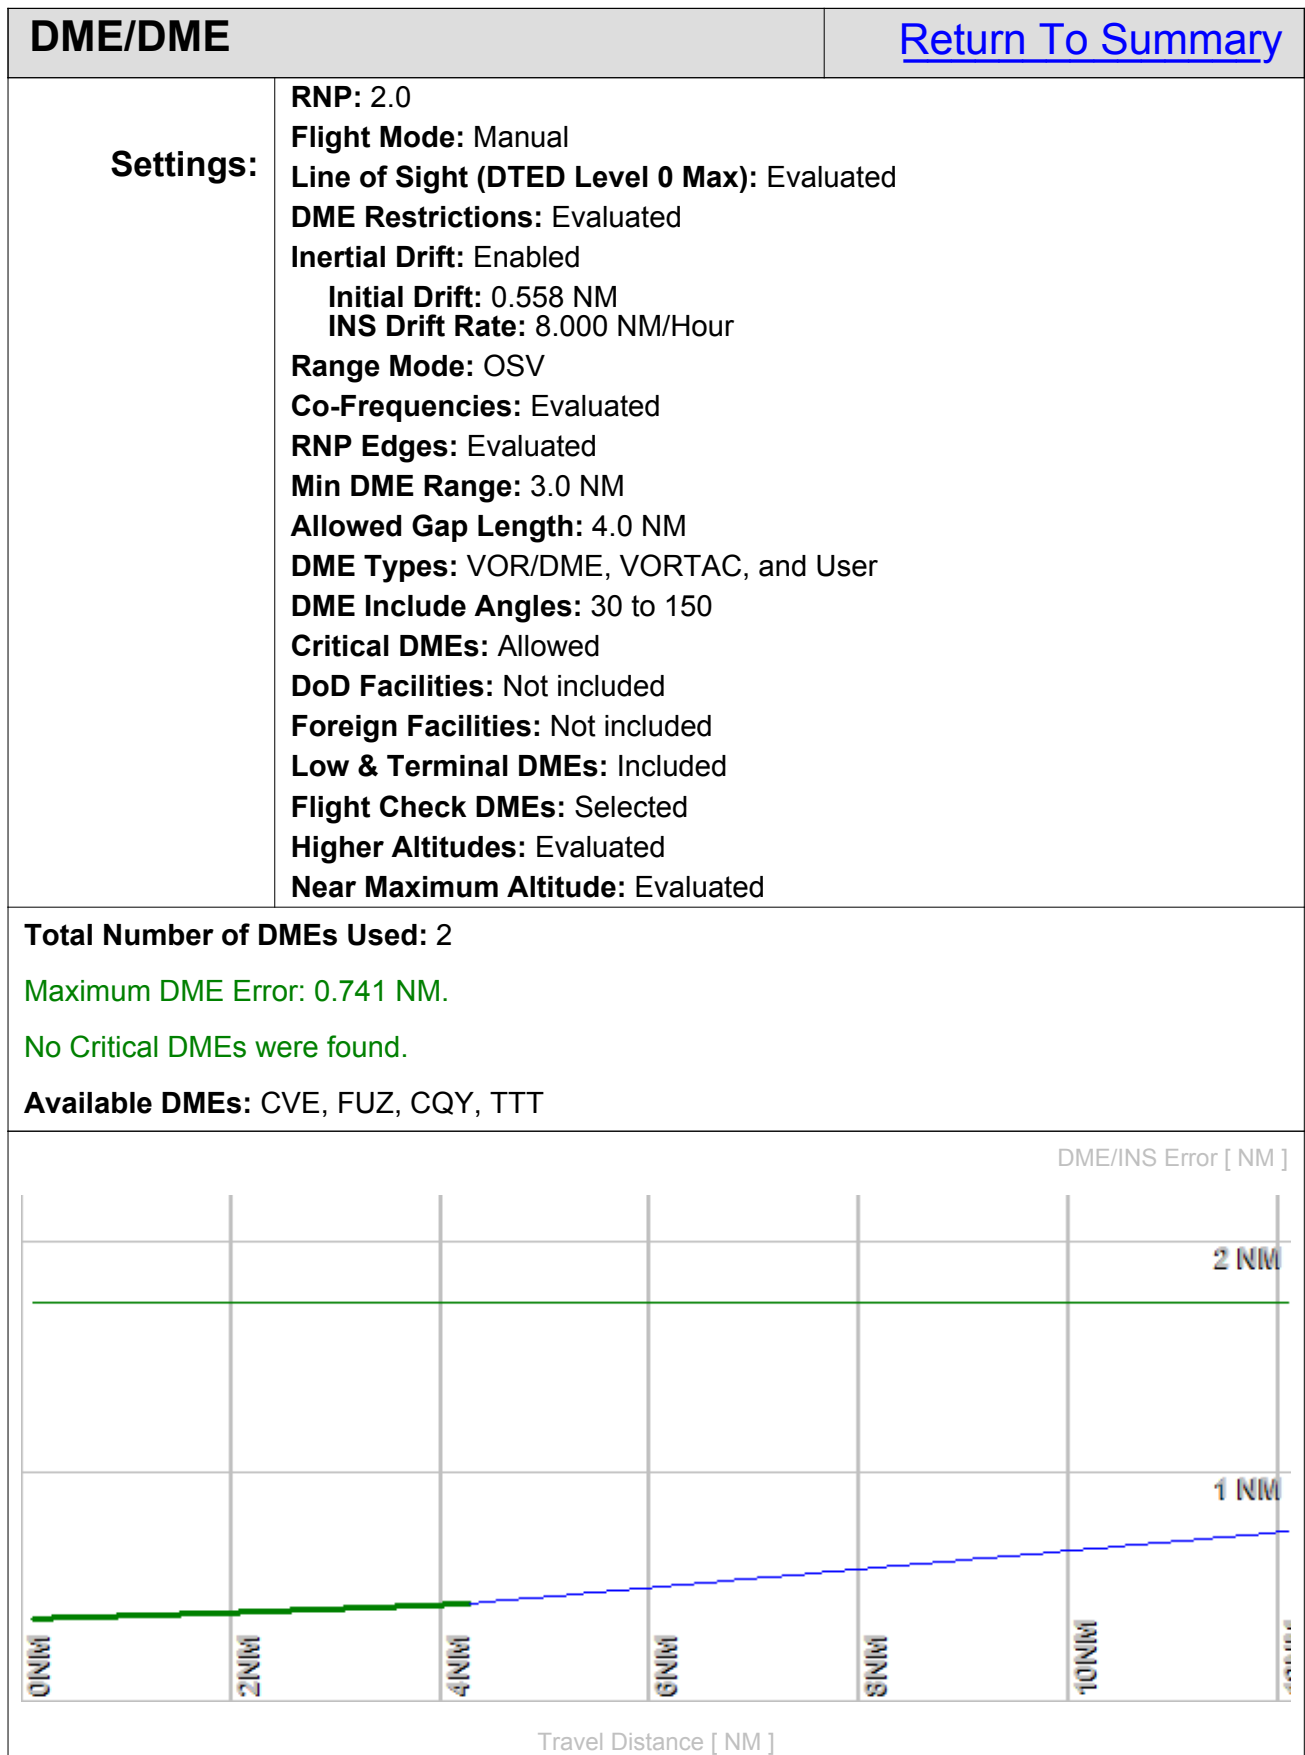 DME/DME
Return To Summary
Settings:
RNP: 2.0
Flight Mode: Manual
Line of Sight (DTED Level 0 Max): Evaluated
DME Restrictions: Evaluated
Inertial Drift: Enabled
Initial Drift: 0.558 NM
INS Drift Rate: 8.000 NM/Hour
Range Mode: OSV
Co-Frequencies: Evaluated
RNP Edges: Evaluated
Min DME Range: 3.0 NM
Allowed Gap Length: 4.0 NM
DME Types: VOR/DME, VORTAC, and User
DME Include Angles: 30 to 150
Critical DMEs: Allowed
DoD Facilities: Not included
Foreign Facilities: Not included
Low & Terminal DMEs: Included
Flight Check DMEs: Selected
Higher Altitudes: Evaluated
Near Maximum Altitude: Evaluated
Total Number of DMEs Used: 2
Maximum DME Error: 0.741 NM.
No Critical DMEs were found.
Available DMEs: CVE, FUZ, CQY, TTT
DME/INS Error [ NM ]
2 NM
1 NM
0NM
2NM
4NM
6NM
8NM
10NM
Travel Distance [ NM ]